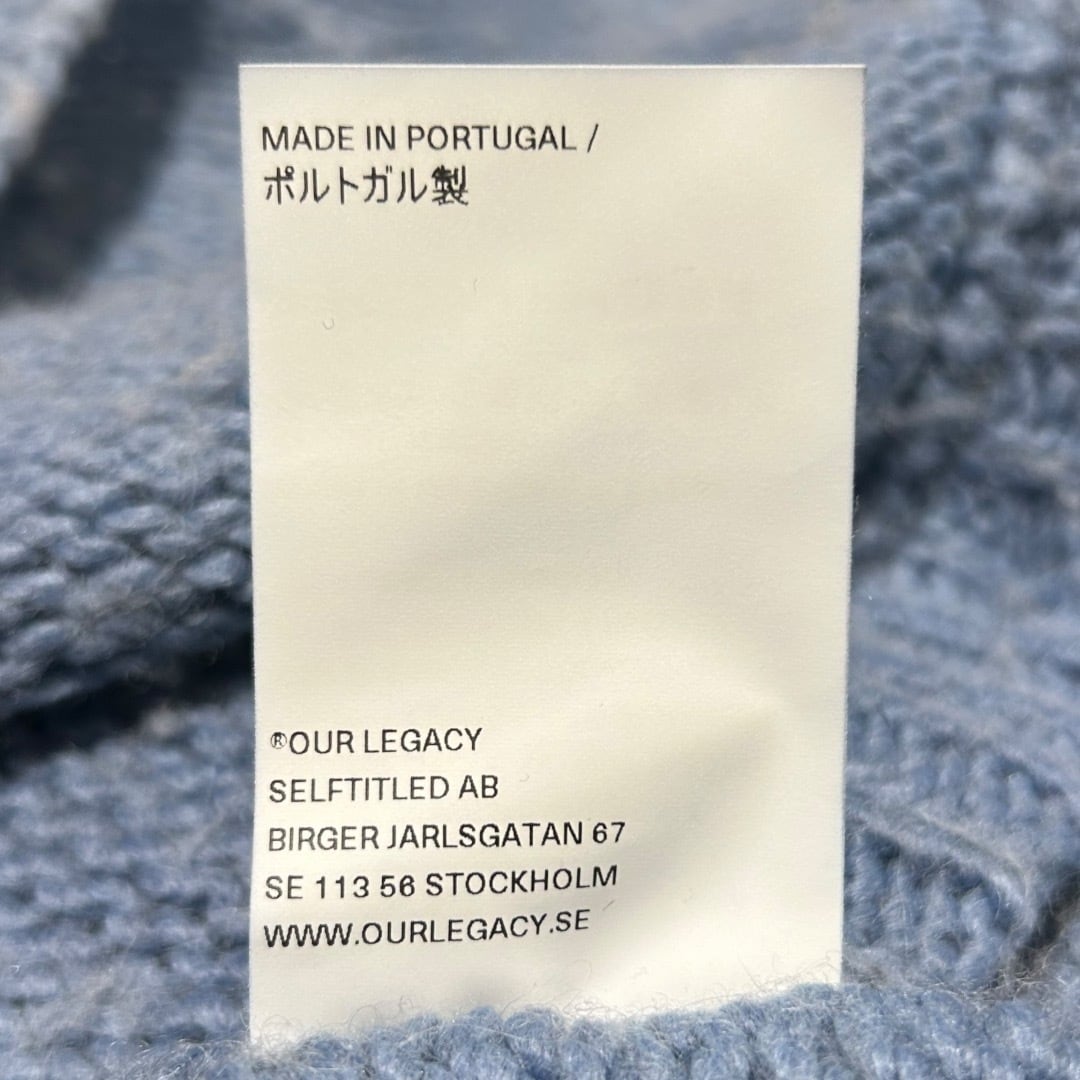 MADE IN PORTUGAL /
ポルトガル製
®OUR LEGACY
SELFTITLED AB
BIRGER JARLSGATAN 67
SE 113 56 STOCKHOLM
WWW.OURLEGACY.SE